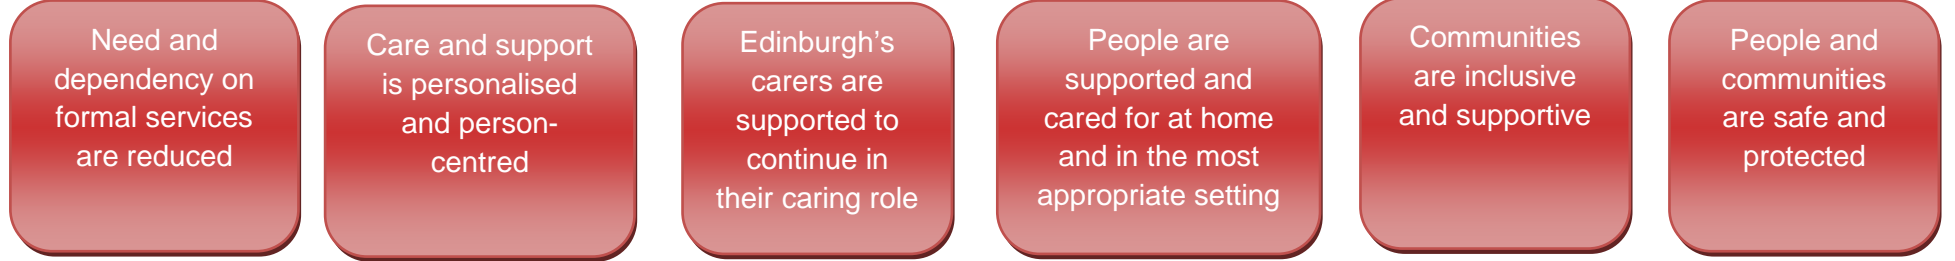 Need and
dependency on
formal services
are reduced
Care and support
is personalised
and person-
centred
Edinburgh’s
carers are
supported to
continue in
their caring role
People are
supported and
cared for at home
and in the most
appropriate setting
Communities
are inclusive
and supportive
People and
communities
are safe and
protected